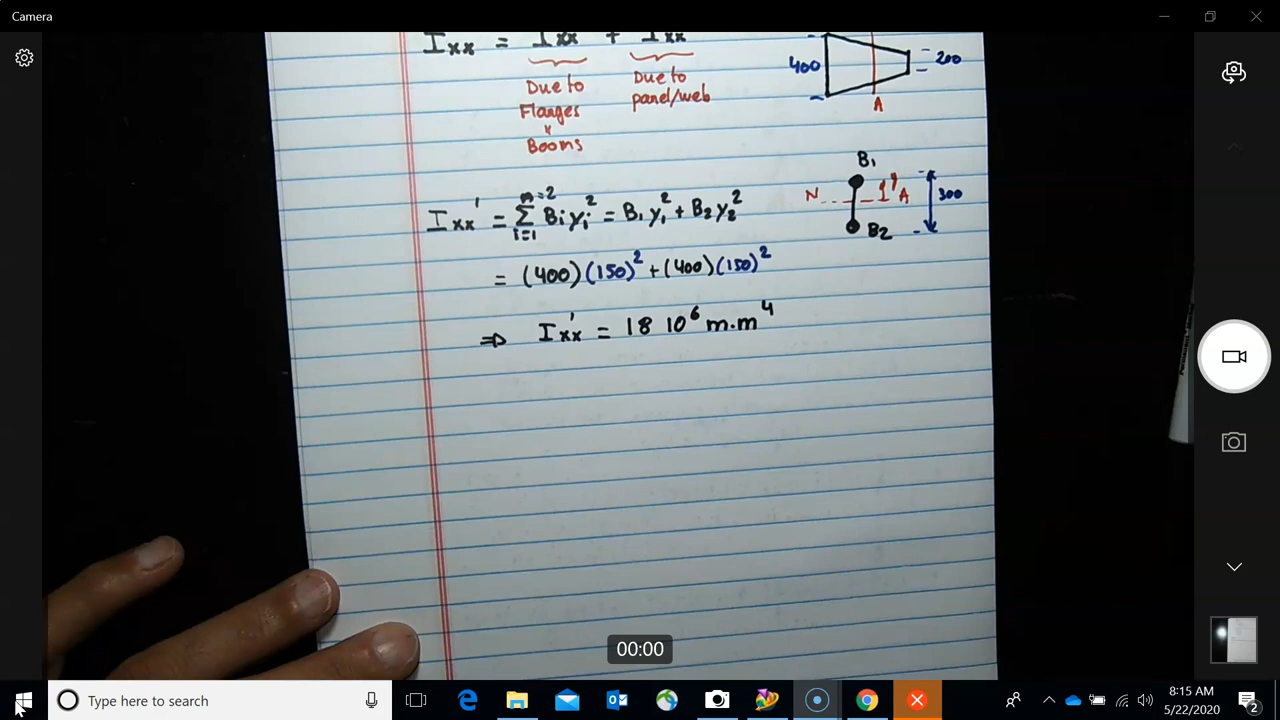 Camera
Ixx = Ixx + Ixx
Due to Flanges & Booms
Due to panel/web
400
200
A
Ixx' = Σ i=1 n=2 Bi yi² = B1 y1² + B2 y2²
= (400)(150)² + (400)(150)²
⇒ Ixx' = 18 10⁶ m.m⁴
B1
N A
300
B2
00:00
Type here to search
8:15 AM
5/22/2020
2